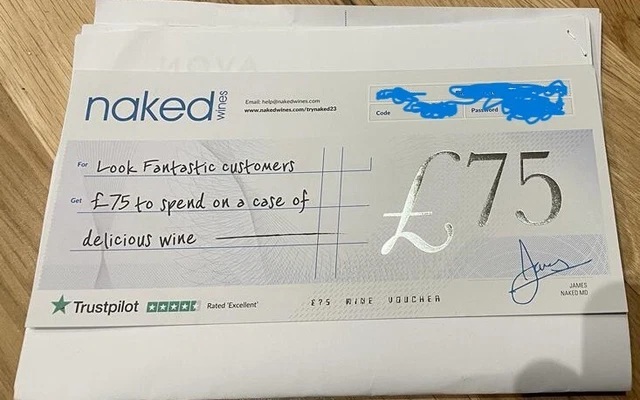 naked wines
Email: help@nakedwines.com
www.nakedwines.com/trynaked23
Code Password
For Look Fantastic customers
Get £75 to spend on a case of
delicious wine
£75
JAMES
NAKED MD
Trustpilot Rated 'Excellent'
£75 WINE VOUCHER